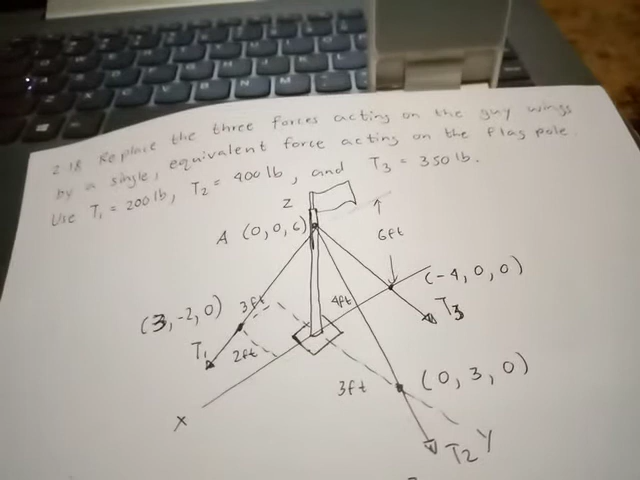 2.18 Replace the three forces acting on the guy wings
by a single, equivalent force acting on the flag pole.
Use T1 = 200 lb, T2 = 400 lb, and T3 = 350 lb.
Z
A (0,0,6)
6ft
(-4,0,0)
(3,-2,0)
3ft
4ft
T3
T1
2ft
3ft
(0,3,0)
X
T2
Y